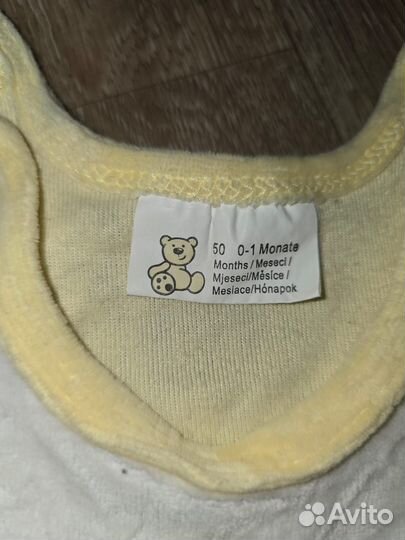 50 0-1 Monate
Months / Meseci /
Mjeseci/Měsíce /
Mesiace/Hónapok
Avito